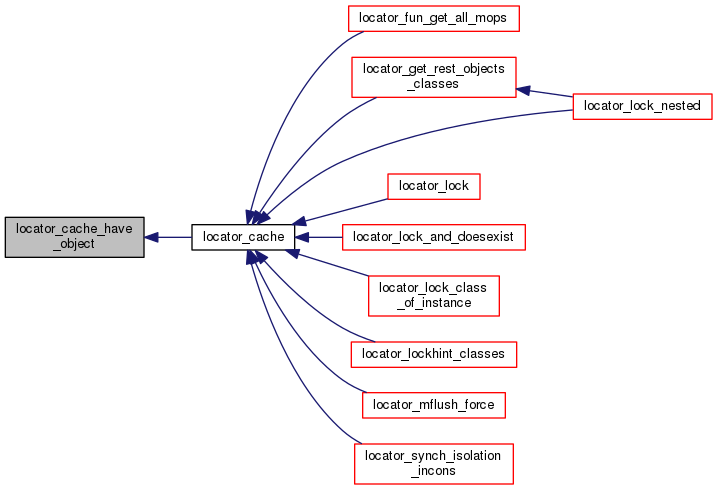 locator_fun_get_all_mops
locator_get_rest_objects
_classes
locator_lock_nested
locator_lock
locator_cache_have
_object
locator_cache
locator_lock_and_doesexist
locator_lock_class
_of_instance
locator_lockhint_classes
locator_mflush_force
locator_synch_isolation
_incons